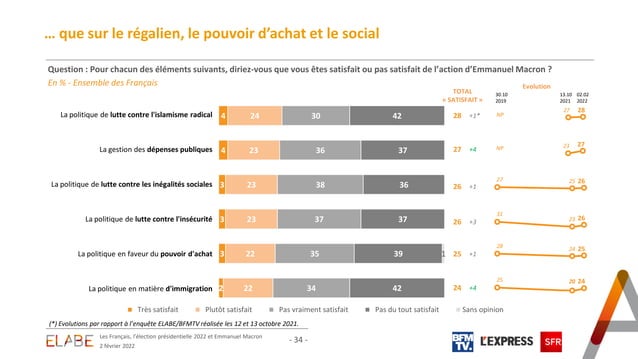 … que sur le régalien, le pouvoir d'achat et le social
Question : Pour chacun des éléments suivants, diriez-vous que vous êtes satisfait ou pas satisfait de l'action d'Emmanuel Macron ?
En % - Ensemble des Français
TOTAL
« SATISFAIT »
Evolution
30.10
2019
13.10
2021
02.02
2022
La politique de lutte contre l'islamisme radical 4 24 30 42 28 +1* NP 27 28
La gestion des dépenses publiques 4 23 36 37 27 +4 NP 23 27
La politique de lutte contre les inégalités sociales 3 23 38 36 26 +1 27 25 26
La politique de lutte contre l'insécurité 3 23 37 37 26 +3 31 23 26
La politique en faveur du pouvoir d'achat 3 22 35 39 1 25 +1 28 24 25
La politique en matière d'immigration 2 22 34 42 24 +4 25 20 24
Très satisfait Plutôt satisfait Pas vraiment satisfait Pas du tout satisfait Sans opinion
(*) Evolutions par rapport à l'enquête ELABE/BFMTV réalisée les 12 et 13 octobre 2021.
ELABE
Les Français, l'élection présidentielle 2022 et Emmanuel Macron
2 février 2022
- 34 -
BFM
TV.
L'EXPRESS
SFR